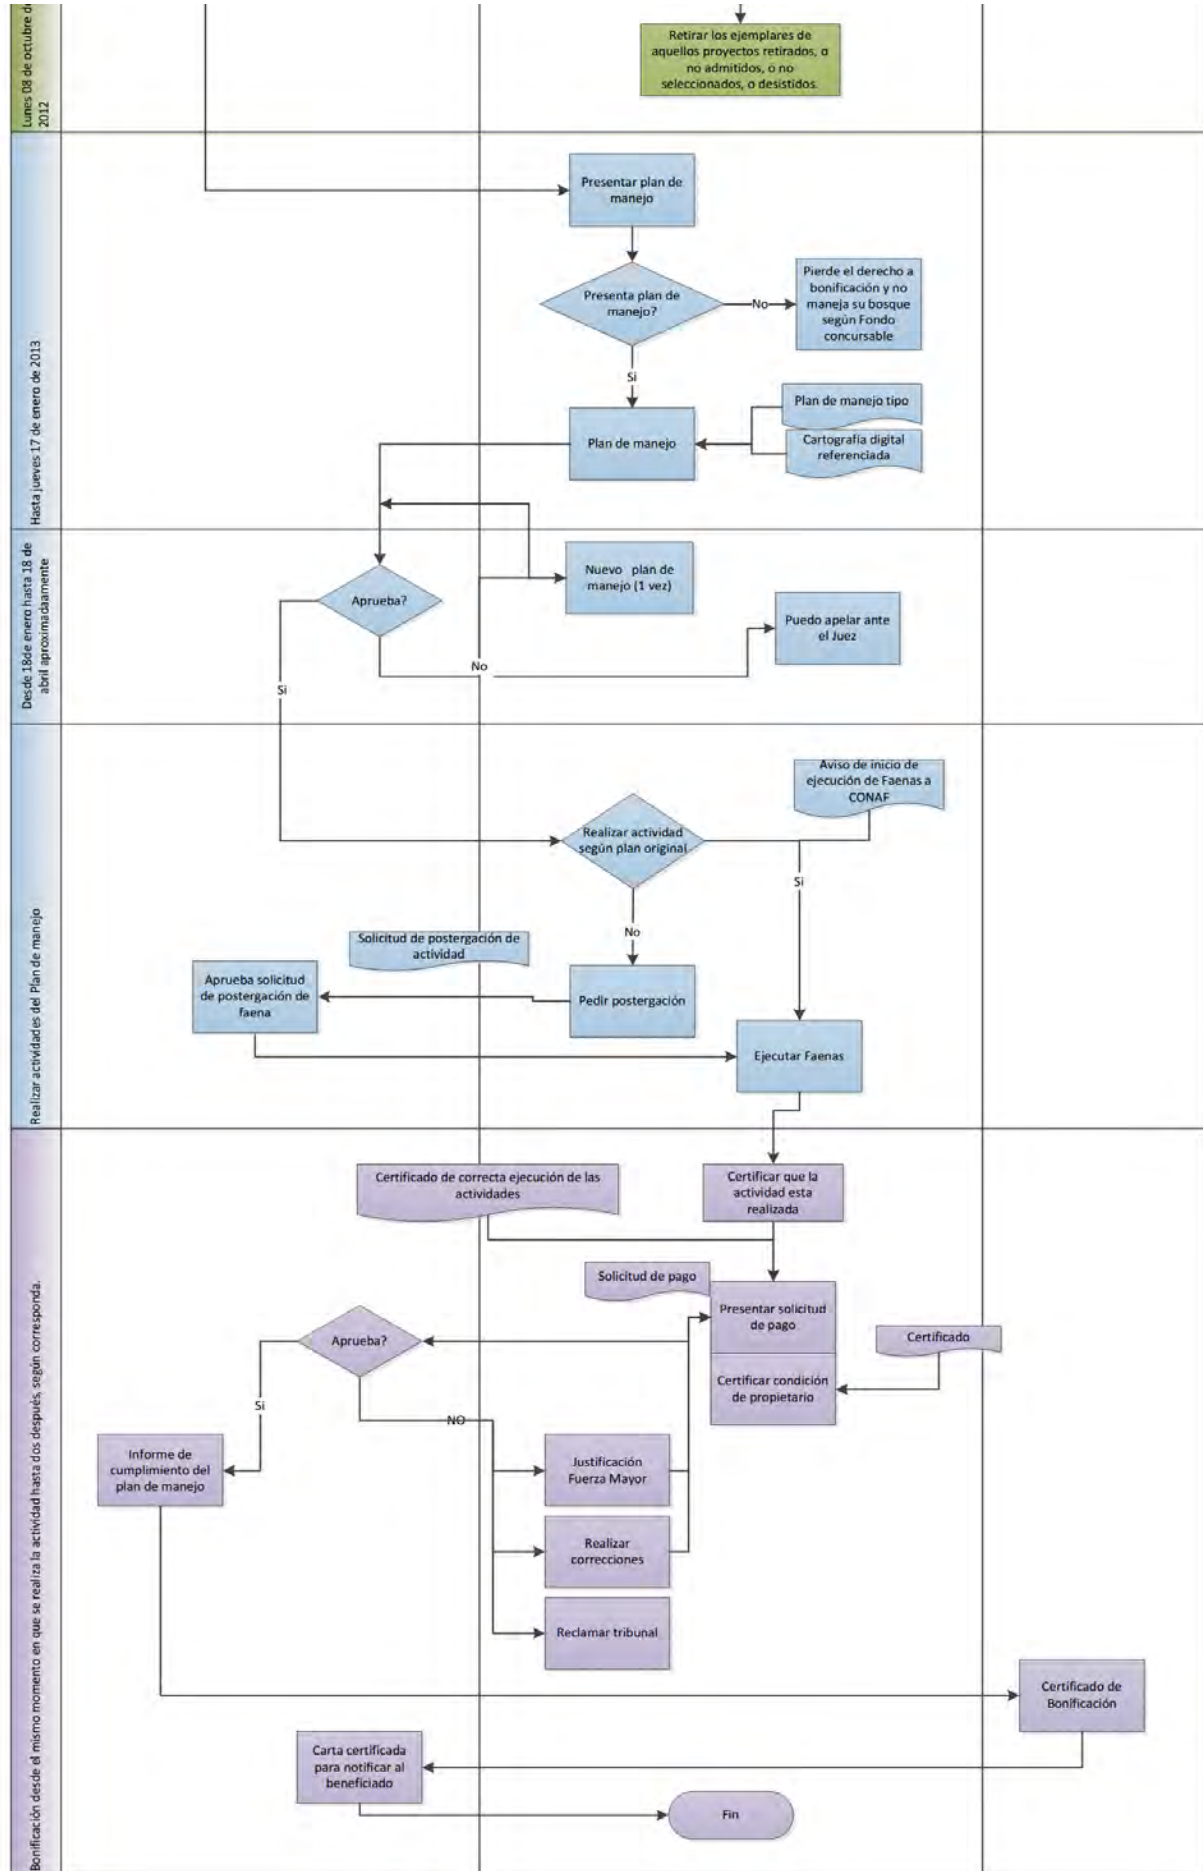 Lunes 08 de octubre de
2012
Retirar los ejemplares de
aquellos proyectos retirados, o
no admitidos, o no
seleccionados, o desistidos.
Hasta jueves 17 de enero de 2013
Presentar plan de
manejo
Presenta plan de
manejo?
No
Pierde el derecho a
bonificación y no
maneja su bosque
según Fondo
concursable
Si
Plan de manejo tipo
Plan de manejo
Cartografía digital
referenciada
Desde 18de enero hasta 18 de
abril aproximadaamente
Nuevo plan de
manejo (1 vez)
Aprueba?
Puedo apelar ante
el Juez
No
Si
Realizar actividades del Plan de manejo
Aviso de inicio de
ejecución de Faenas a
CONAF
Realizar actividad
según plan original
Si
No
Solicitud de postergación de
actividad
Aprueba solicitud
de postergación de
faena
Pedir postergación
Ejecutar Faenas
Bonificación desde el mismo momento en que se realiza la actividad hasta dos después, según corresponda.
Certificado de correcta ejecución de las
actividades
Certificar que la
actividad esta
realizada
Solicitud de pago
Presentar solicitud
de pago
Aprueba?
Certificado
Certificar condición
de propietario
Si
NO
Informe de
cumplimiento del
plan de manejo
Justificación
Fuerza Mayor
Realizar
correcciones
Reclamar tribunal
Certificado de
Bonificación
Carta certificada
para notificar al
beneficiado
Fin